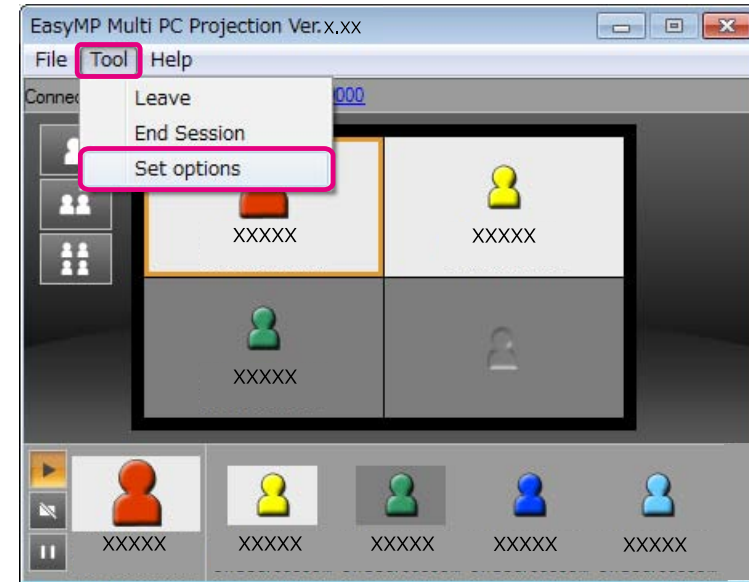 EasyMP Multi PC Projection Ver.x.xx
File Tool Help
Leave
000
End Session
Set options
XXXXX XXXXX
XXXXX
XXXXX XXXXX XXXXX XXXXX XXXXX